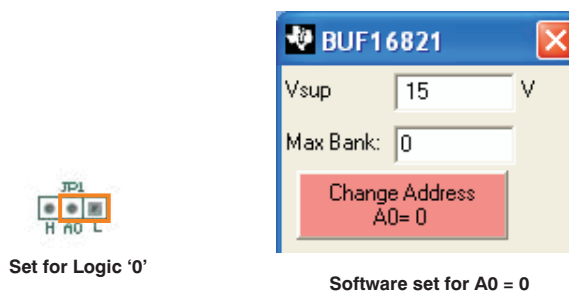 BUF16821
Vsup 15 V
Max Bank: 0
Change Address
A0= 0
JP1
H A0 L
Set for Logic ‘0’
Software set for A0 = 0